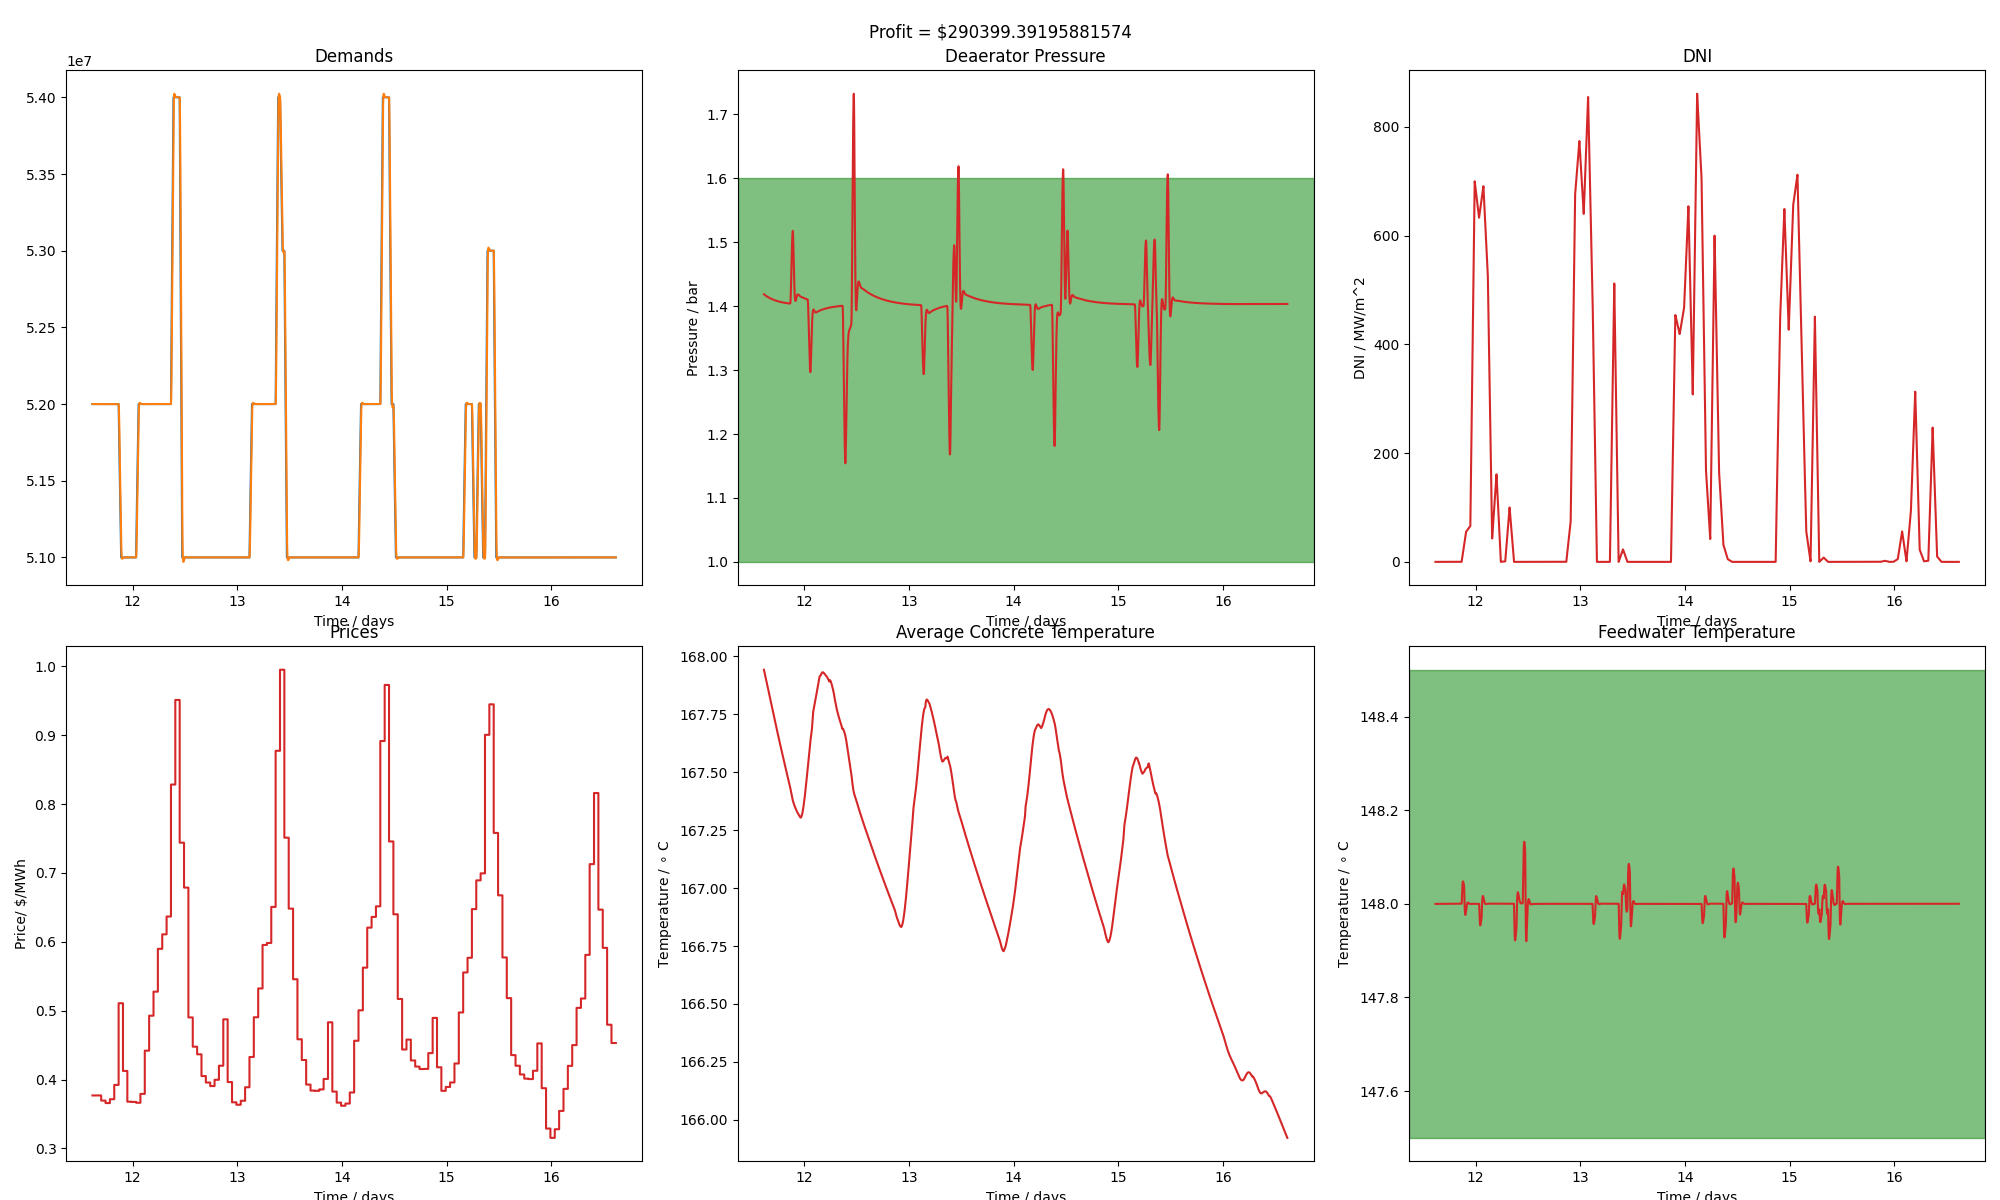 Profit = $290399.39195881574
Demands
1e7
5.40
5.35
5.30
5.25
5.20
5.15
5.10
12 13 14 15 16
Time / days
Deaerator Pressure
Pressure / bar
1.7
1.6
1.5
1.4
1.3
1.2
1.1
1.0
12 13 14 15 16
Time / days
DNI
DNI / MW/m^2
800
600
400
200
0
12 13 14 15 16
Time / days
Prices
Price/ $/MWh
1.0
0.9
0.8
0.7
0.6
0.5
0.4
0.3
12 13 14 15 16
Time / days
Average Concrete Temperature
Temperature / ∘ C
168.00
167.75
167.50
167.25
167.00
166.75
166.50
166.25
166.00
12 13 14 15 16
Time / days
Feedwater Temperature
Temperature / ∘ C
148.4
148.2
148.0
147.8
147.6
12 13 14 15 16
Time / days